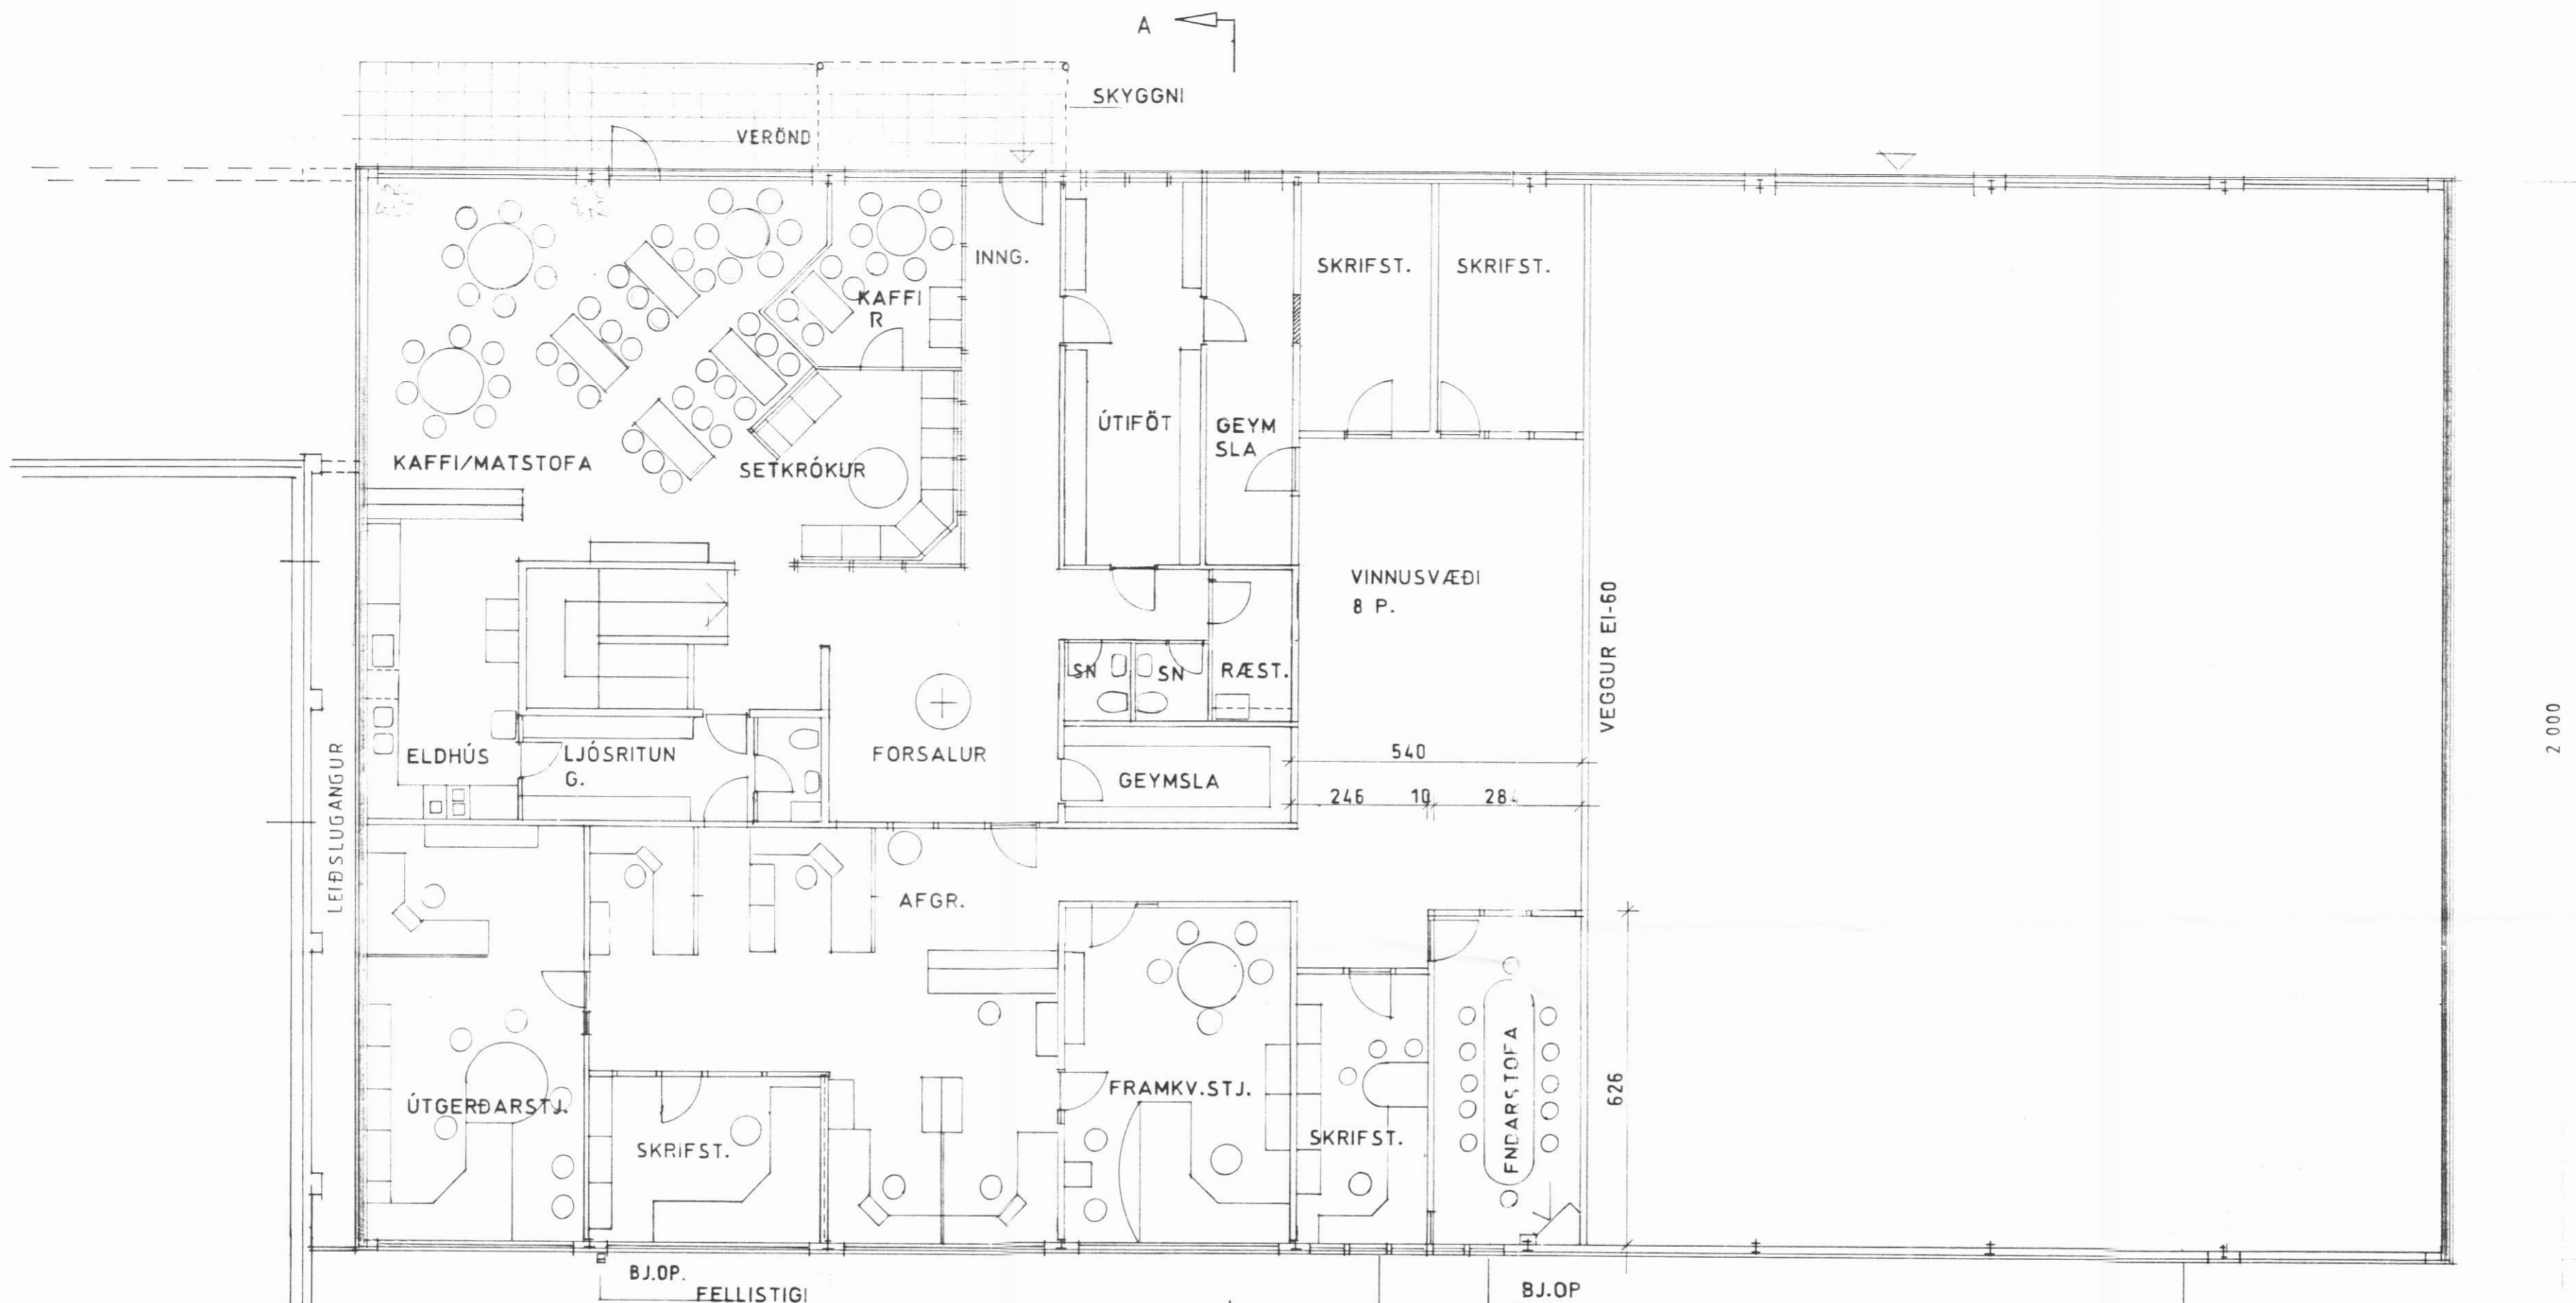 A
SKYGGNI
VERÖND
INNG.
SKRIFST.
SKRIFST.
KAFFI
R
ÚTIFÖT
GEYM
SLA
KAFFI/MATSTOFA
SETKRÓKUR
VINNUSVÆÐI
8 P.
VEGGUR EI-60
SN
SN
RÆST.
2 000
ELDHÚS
LJÓSRITUN
G.
FORSALUR
GEYMSLA
540
246
10
284
LEIÐSLUGANGUR
AFGR.
ÚTGERÐARSTJ.
SKRIFST.
FRAMKV.STJ.
SKRIFST.
FNDARSTOFA
626
BJ.OP.
FELLISTIGI
BJ.OP